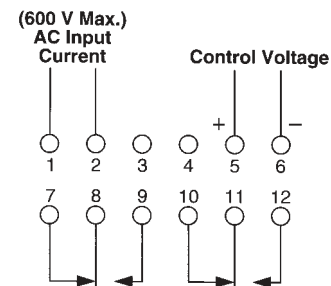 (600 V Max.)
AC Input
Current
Control Voltage
+ −
1 2 3 4 5 6
7 8 9 10 11 12